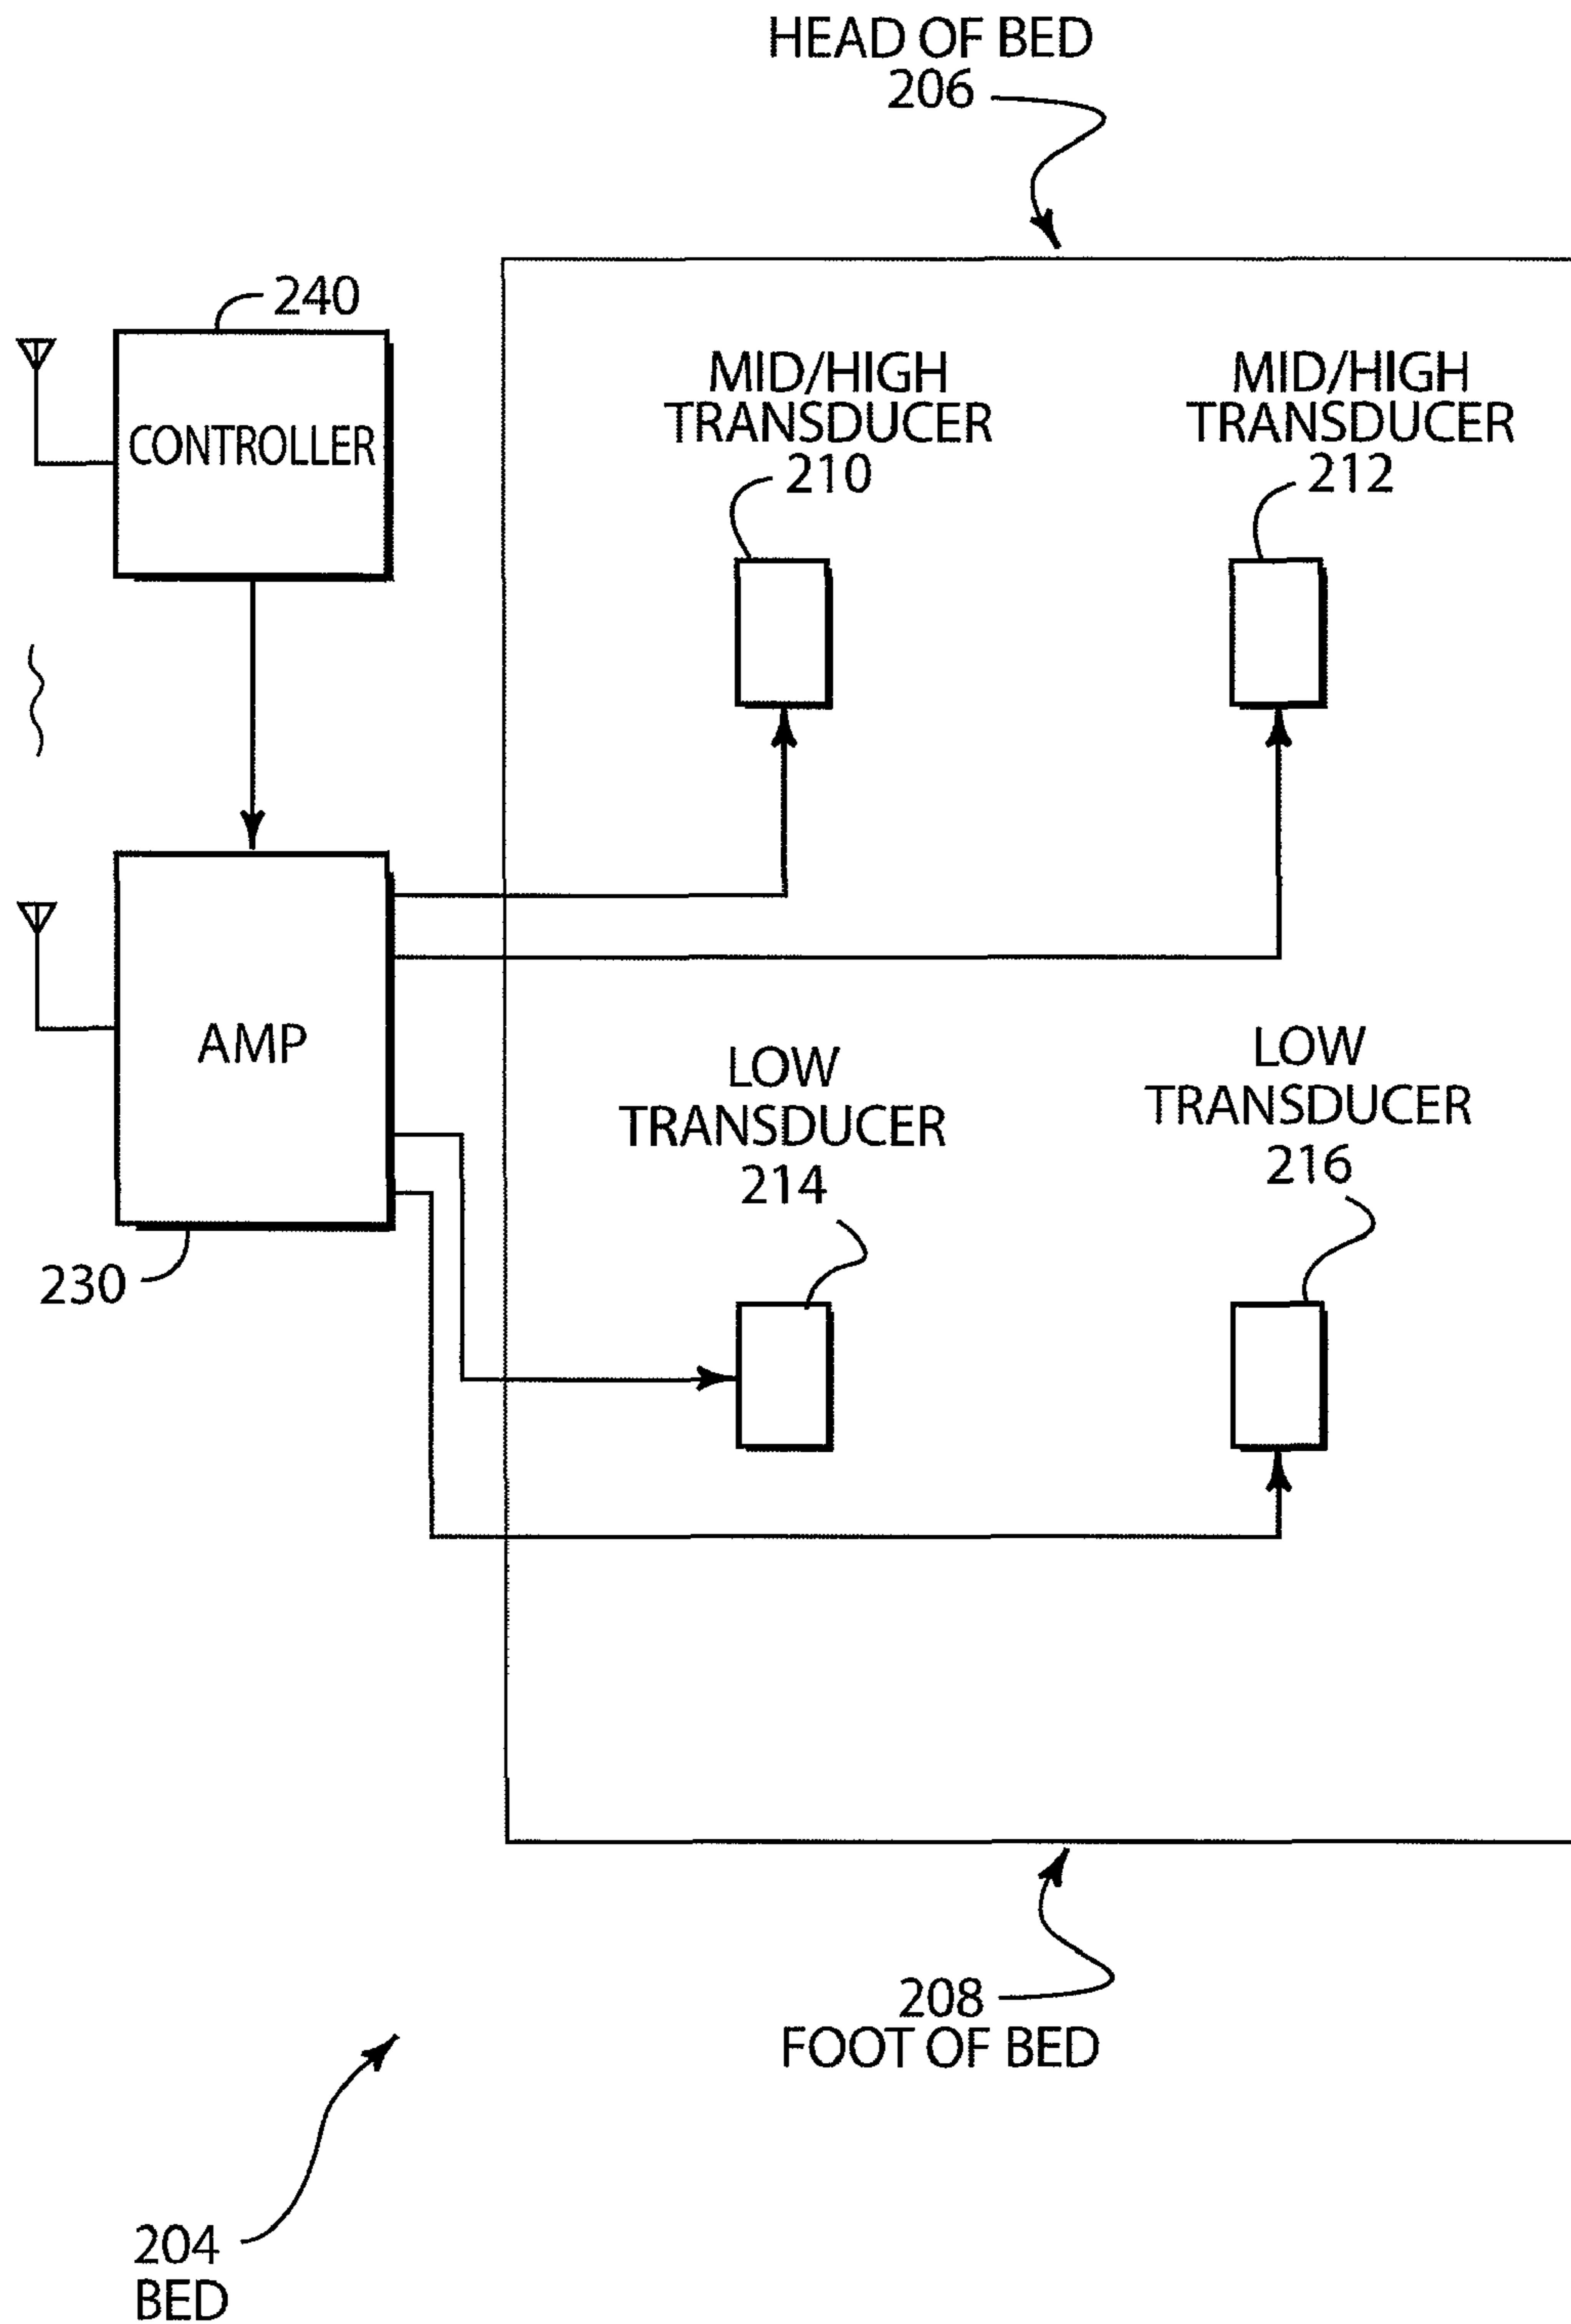 HEAD OF BED
206
240
CONTROLLER
MID/HIGH
TRANSDUCER
210
MID/HIGH
TRANSDUCER
212
AMP
230
LOW
TRANSDUCER
214
LOW
TRANSDUCER
216
208
FOOT OF BED
204
BED